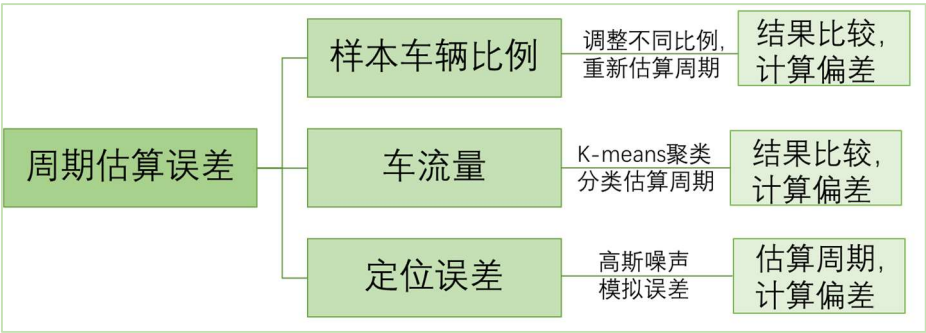 周期估算误差
样本车辆比例
调整不同比例,
重新估算周期
结果比较,
计算偏差
车流量
K-means聚类
分类估算周期
结果比较,
计算偏差
定位误差
高斯噪声
模拟误差
估算周期,
计算偏差